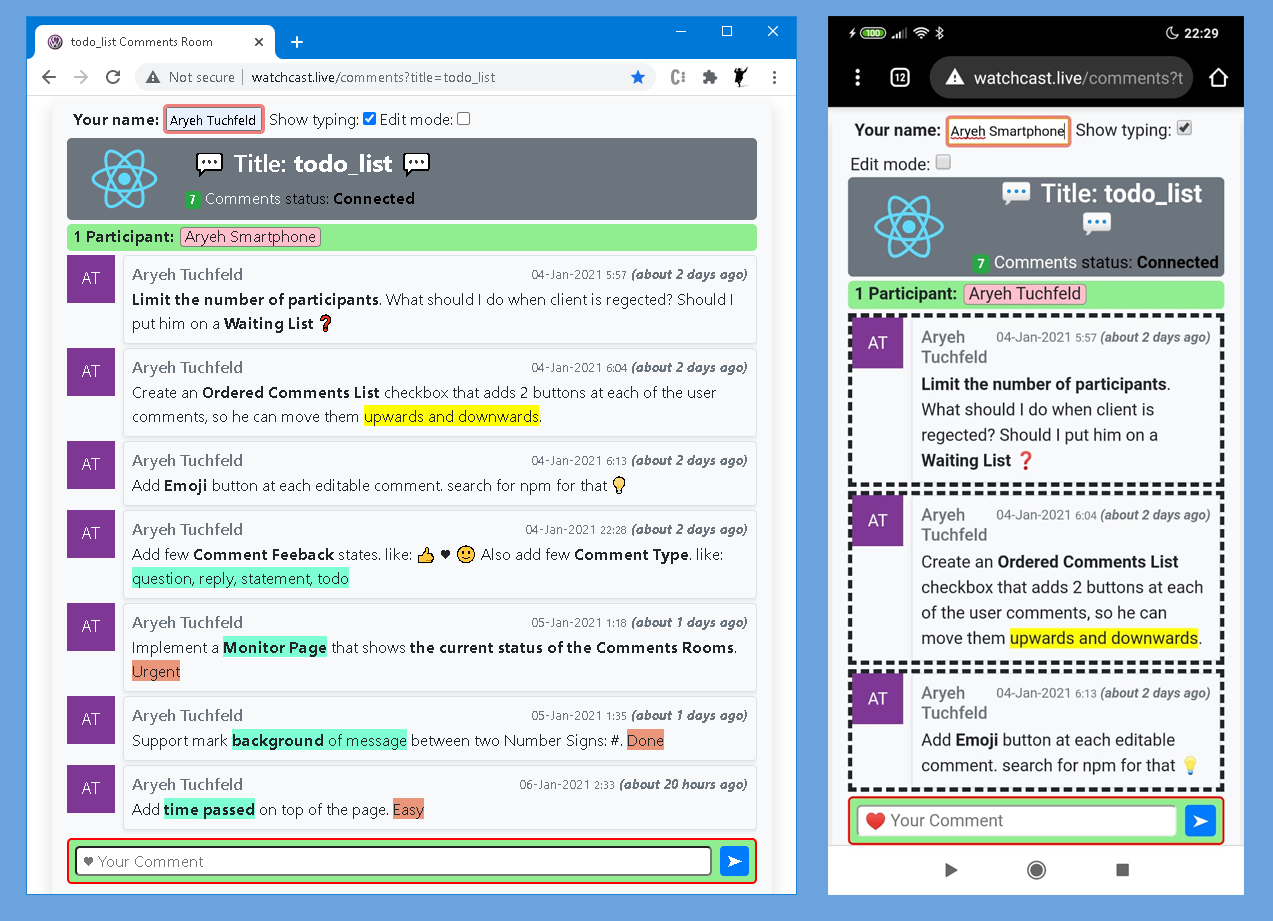 todo_list Comments Room
Not secure | watchcast.live/comments?title=todo_list
Your name: Aryeh Tuchfeld Show typing: Edit mode:
💬 Title: todo_list 💬
7 Comments status: Connected
1 Participant: Aryeh Smartphone
AT
Aryeh Tuchfeld 04-Jan-2021 5:57 (about 2 days ago)
Limit the number of participants. What should I do when client is regected? Should I
put him on a Waiting List ❓
AT
Aryeh Tuchfeld 04-Jan-2021 6:04 (about 2 days ago)
Create an Ordered Comments List checkbox that adds 2 buttons at each of the user
comments, so he can move them upwards and downwards.
AT
Aryeh Tuchfeld 04-Jan-2021 6:13 (about 2 days ago)
Add Emoji button at each editable comment. search for npm for that 💡
AT
Aryeh Tuchfeld 04-Jan-2021 22:28 (about 2 days ago)
Add few Comment Feeback states. like: 👍 ♥ 🙂 Also add few Comment Type. like:
question, reply, statement, todo
AT
Aryeh Tuchfeld 05-Jan-2021 1:18 (about 1 days ago)
Implement a Monitor Page that shows the current status of the Comments Rooms.
Urgent
AT
Aryeh Tuchfeld 05-Jan-2021 1:35 (about 1 days ago)
Support mark background of message between two Number Signs: #. Done
AT
Aryeh Tuchfeld 06-Jan-2021 2:33 (about 20 hours ago)
Add time passed on top of the page. Easy
♥ Your Comment
100 22:29
12 watchcast.live/comments?t
Your name: Aryeh Smartphone Show typing:
Edit mode:
💬 Title: todo_list
💬
7 Comments status: Connected
1 Participant: Aryeh Tuchfeld
AT
Aryeh 04-Jan-2021 5:57 (about 2 days ago)
Tuchfeld
Limit the number of participants.
What should I do when client is
regected? Should I put him on a
Waiting List ❓
AT
Aryeh 04-Jan-2021 6:04 (about 2 days ago)
Tuchfeld
Create an Ordered Comments List
checkbox that adds 2 buttons at each
of the user comments, so he can
move them upwards and downwards.
AT
Aryeh 04-Jan-2021 6:13 (about 2 days ago)
Tuchfeld
Add Emoji button at each editable
comment. search for npm for that 💡
❤️ Your Comment